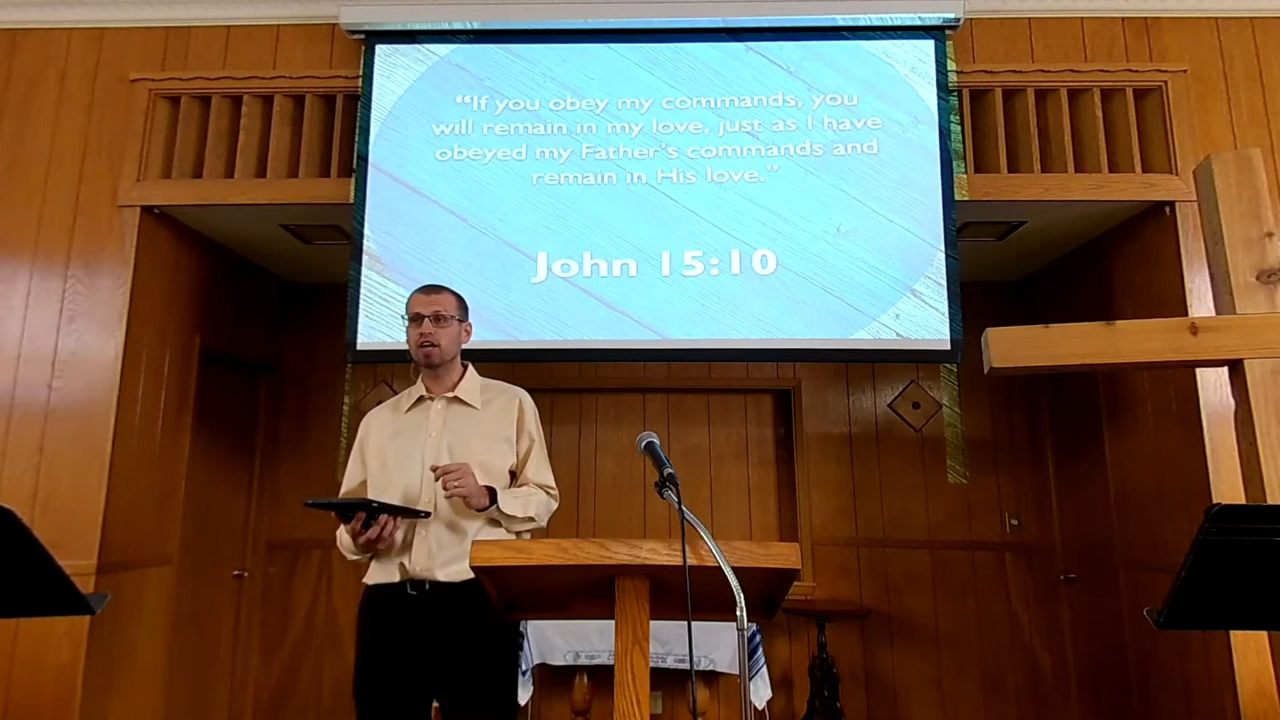 “If you obey my commands, you
will remain in my love, just as I have
obeyed my Father's commands and
remain in His love.”
John 15:10